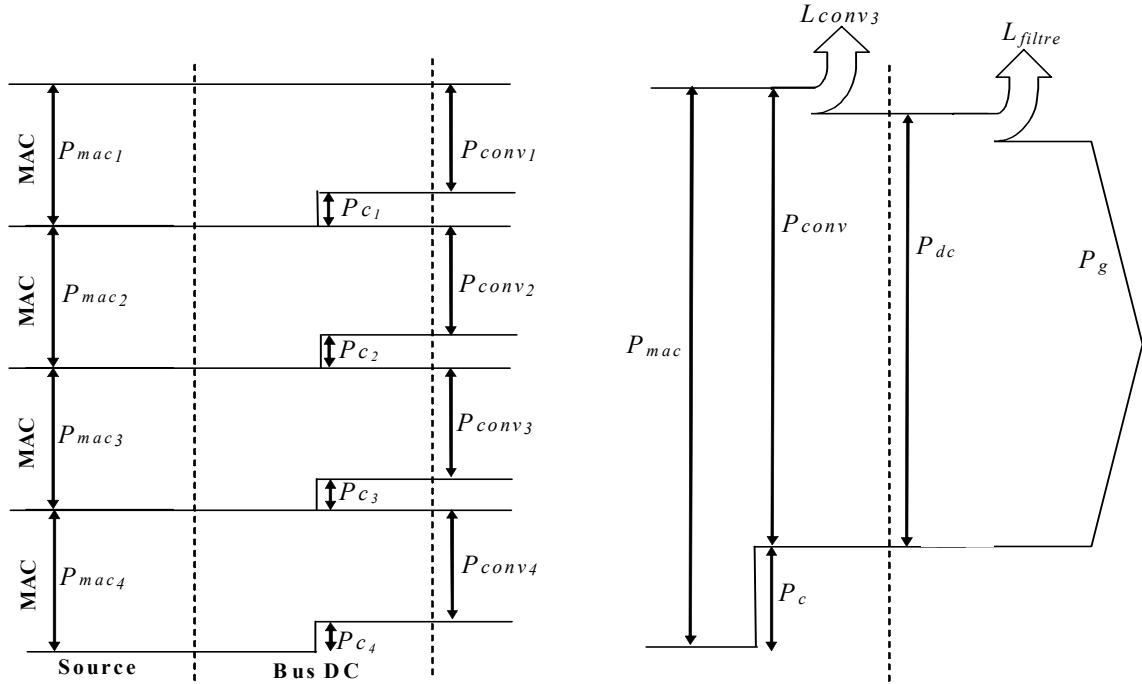 MAC
Pmac1
Pconv1
Pc1
MAC
Pmac2
Pconv2
Pc2
MAC
Pmac3
Pconv3
Pc3
MAC
Pmac4
Pconv4
Pc4
Source
Bus DC
Lconv3
Lfiltre
Pmac
Pconv
Pdc
Pg
Pc